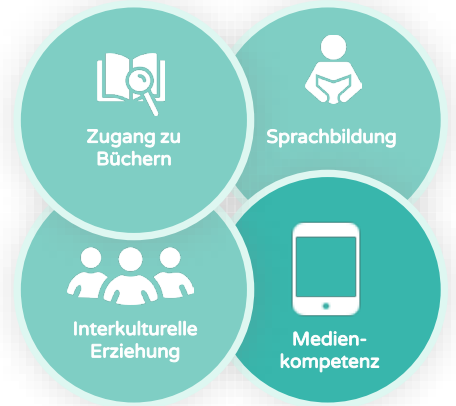 Zugang zu
Büchern
Sprachbildung
Interkulturelle
Erziehung
Medien-
kompetenz